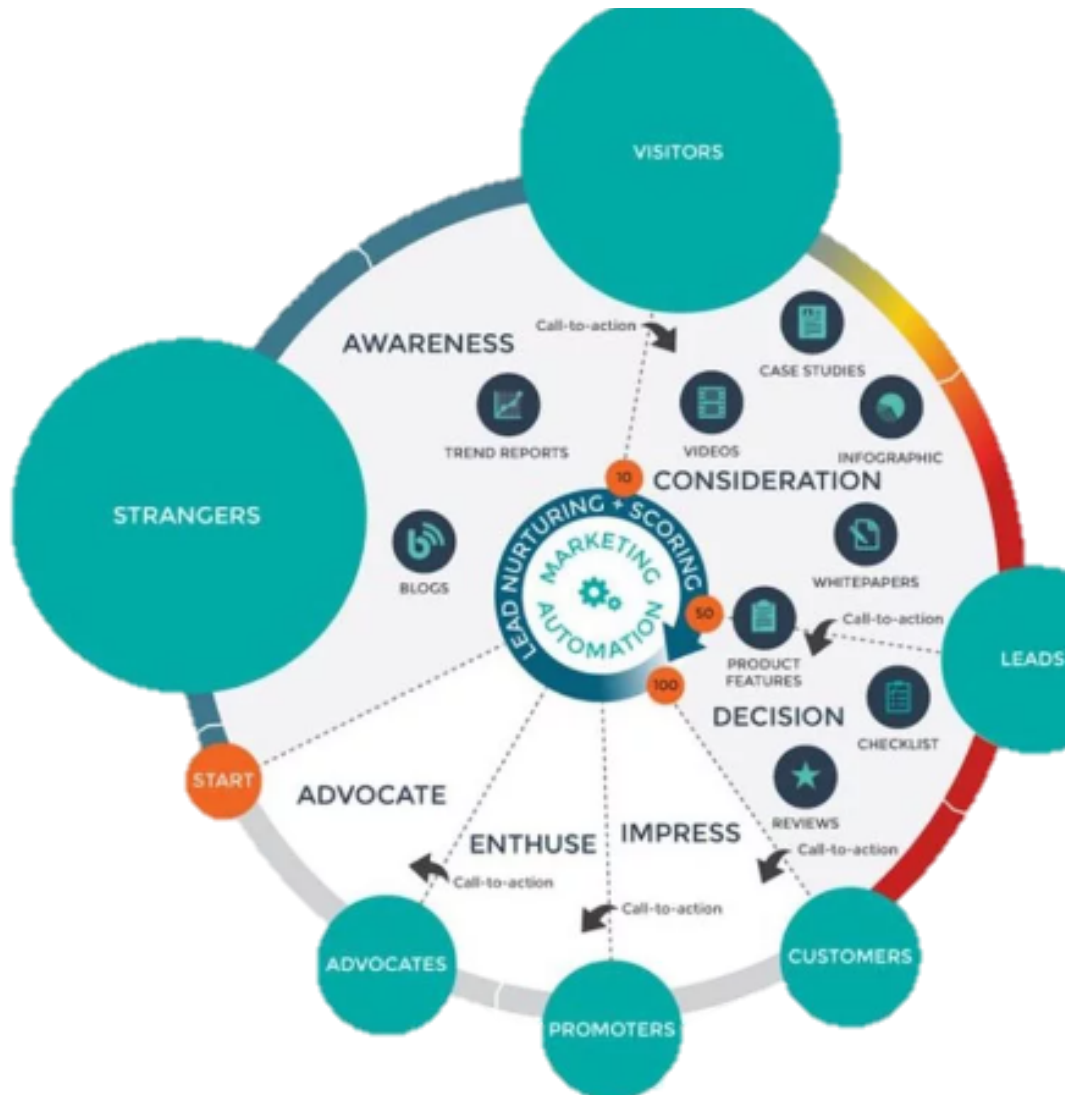 VISITORS
Call-to-action
AWARENESS
CASE STUDIES
TREND REPORTS
VIDEOS
INFOGRAPHIC
10
CONSIDERATION
STRANGERS
LEAD NURTURING + SCORING
MARKETING
AUTOMATION
BLOGS
WHITEPAPERS
50
Call-to-action
LEADS
PRODUCT
FEATURES
100
DECISION
CHECKLIST
START
ADVOCATE
REVIEWS
ENTHUSE
IMPRESS
Call-to-action
Call-to-action
Call-to-action
ADVOCATES
CUSTOMERS
PROMOTERS